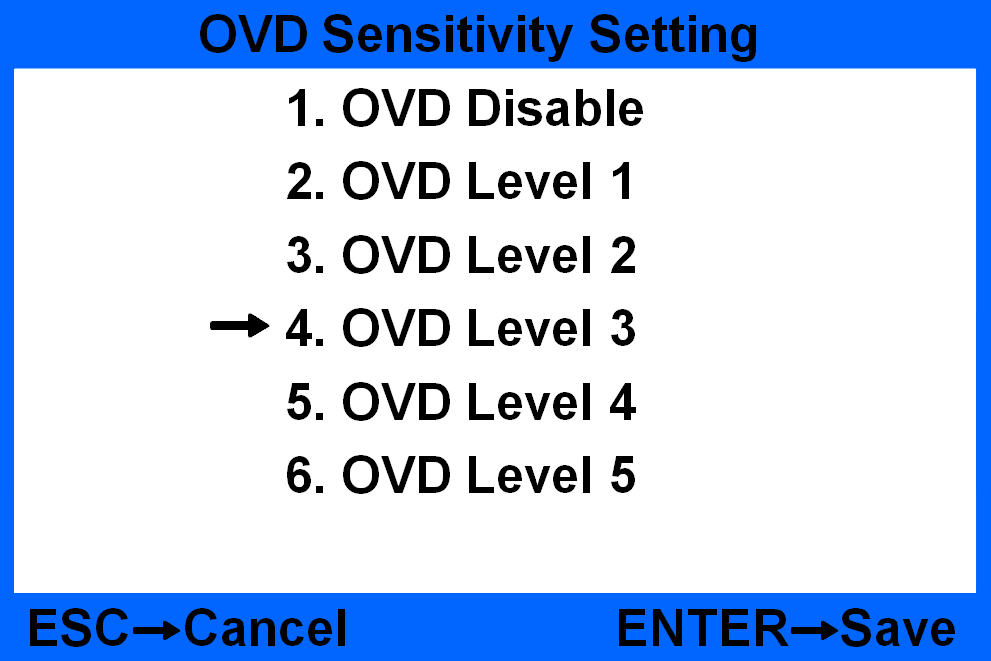 OVD Sensitivity Setting
1. OVD Disable
2. OVD Level 1
3. OVD Level 2
→ 4. OVD Level 3
5. OVD Level 4
6. OVD Level 5
ESC→Cancel ENTER→Save